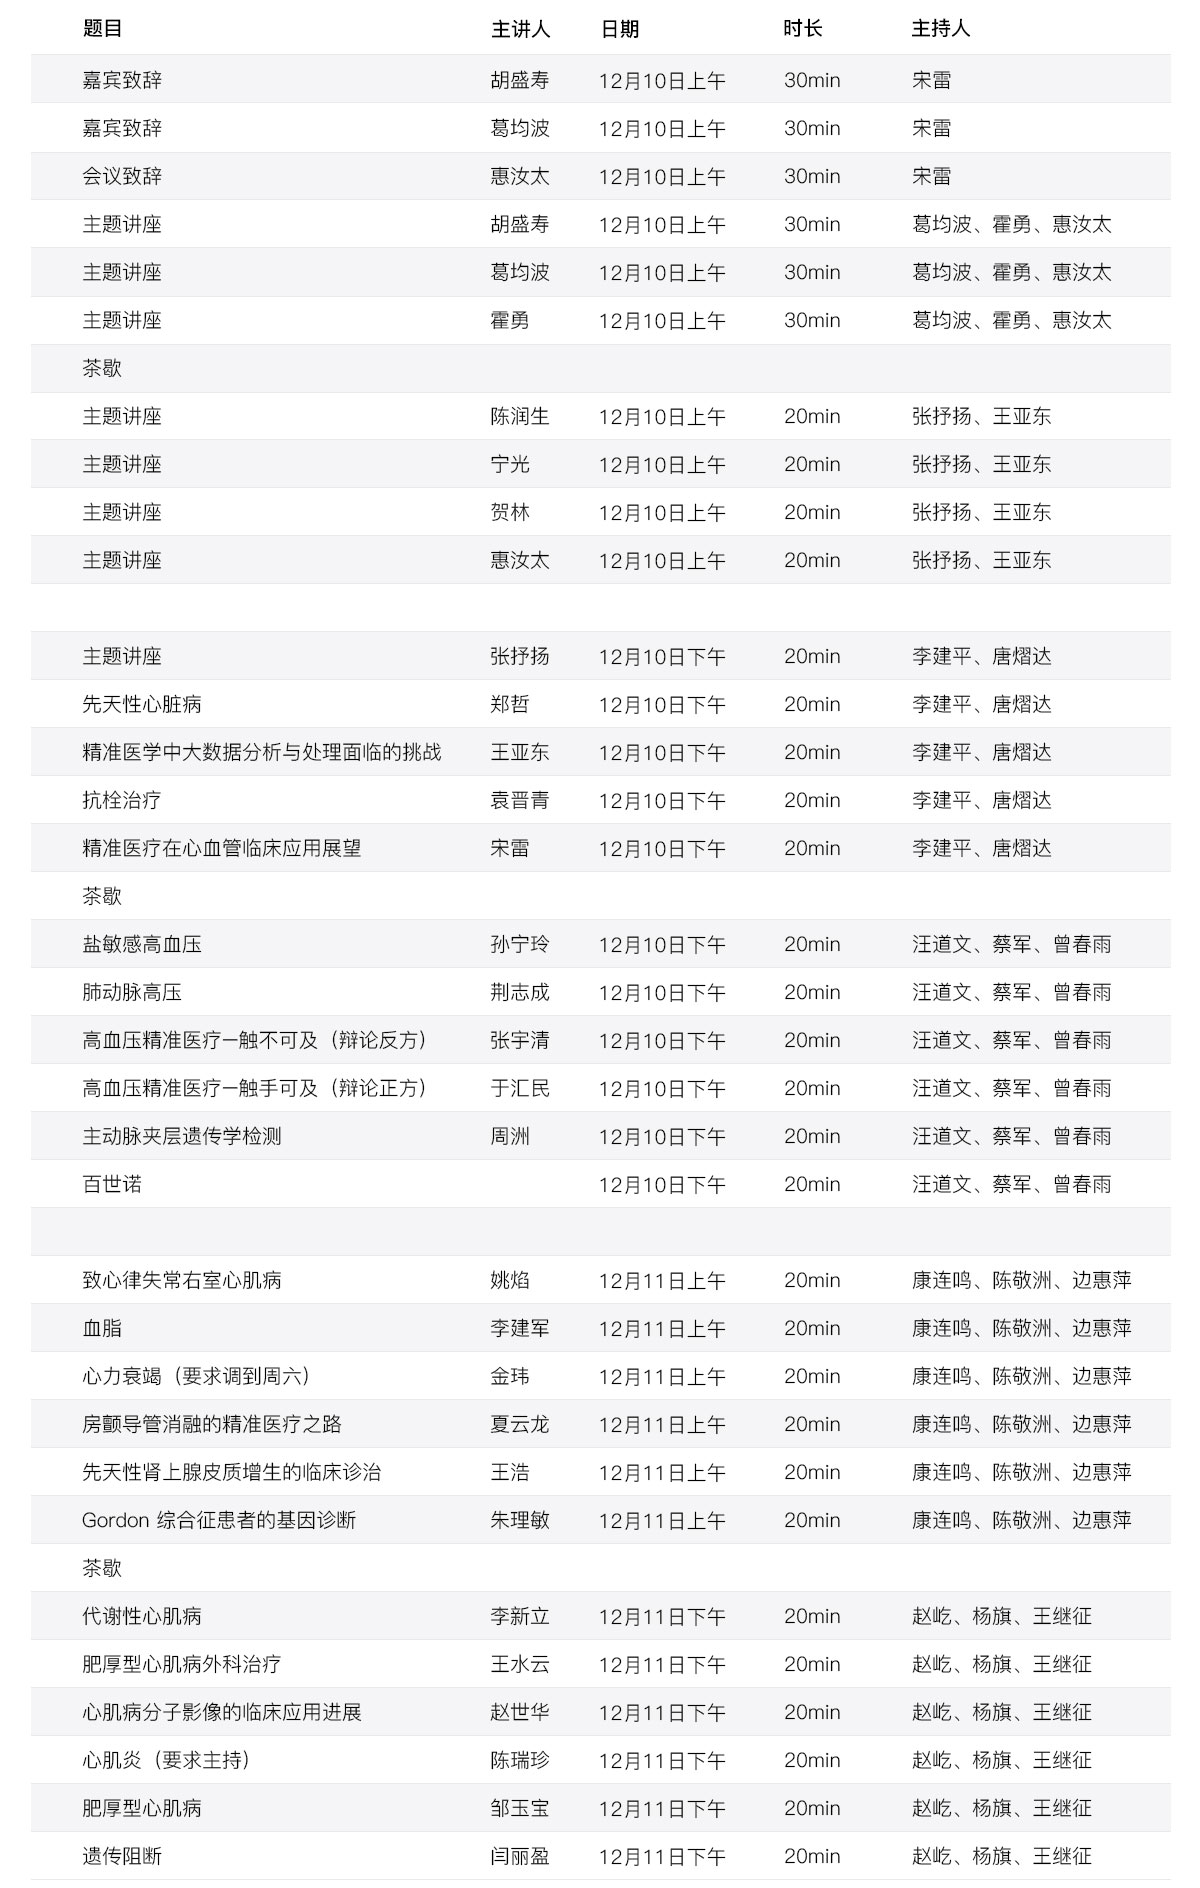 题目 主讲人 日期 时长 主持人
嘉宾致辞 胡盛寿 12月10日上午 30min 宋雷
嘉宾致辞 葛均波 12月10日上午 30min 宋雷
会议致辞 惠汝太 12月10日上午 30min 宋雷
主题讲座 胡盛寿 12月10日上午 30min 葛均波、霍勇、惠汝太
主题讲座 葛均波 12月10日上午 30min 葛均波、霍勇、惠汝太
主题讲座 霍勇 12月10日上午 30min 葛均波、霍勇、惠汝太
茶歇
主题讲座 陈润生 12月10日上午 20min 张抒扬、王亚东
主题讲座 宁光 12月10日上午 20min 张抒扬、王亚东
主题讲座 贺林 12月10日上午 20min 张抒扬、王亚东
主题讲座 惠汝太 12月10日上午 20min 张抒扬、王亚东
主题讲座 张抒扬 12月10日下午 20min 李建平、唐熠达
先天性心脏病 郑哲 12月10日下午 20min 李建平、唐熠达
精准医学中大数据分析与处理面临的挑战 王亚东 12月10日下午 20min 李建平、唐熠达
抗栓治疗 袁晋青 12月10日下午 20min 李建平、唐熠达
精准医疗在心血管临床应用展望 宋雷 12月10日下午 20min 李建平、唐熠达
茶歇
盐敏感高血压 孙宁玲 12月10日下午 20min 汪道文、蔡军、曾春雨
肺动脉高压 荆志成 12月10日下午 20min 汪道文、蔡军、曾春雨
高血压精准医疗—触不可及（辩论反方） 张宇清 12月10日下午 20min 汪道文、蔡军、曾春雨
高血压精准医疗—触手可及（辩论正方） 于汇民 12月10日下午 20min 汪道文、蔡军、曾春雨
主动脉夹层遗传学检测 周洲 12月10日下午 20min 汪道文、蔡军、曾春雨
百世诺 12月10日下午 20min 汪道文、蔡军、曾春雨
致心律失常右室心肌病 姚焰 12月11日上午 20min 康连鸣、陈敬洲、边惠萍
血脂 李建军 12月11日上午 20min 康连鸣、陈敬洲、边惠萍
心力衰竭（要求调到周六） 金玮 12月11日上午 20min 康连鸣、陈敬洲、边惠萍
房颤导管消融的精准医疗之路 夏云龙 12月11日上午 20min 康连鸣、陈敬洲、边惠萍
先天性肾上腺皮质增生的临床诊治 王浩 12月11日上午 20min 康连鸣、陈敬洲、边惠萍
Gordon 综合征患者的基因诊断 朱理敏 12月11日上午 20min 康连鸣、陈敬洲、边惠萍
茶歇
代谢性心肌病 李新立 12月11日下午 20min 赵屹、杨旗、王继征
肥厚型心肌病外科治疗 王水云 12月11日下午 20min 赵屹、杨旗、王继征
心肌病分子影像的临床应用进展 赵世华 12月11日下午 20min 赵屹、杨旗、王继征
心肌炎（要求主持） 陈瑞珍 12月11日下午 20min 赵屹、杨旗、王继征
肥厚型心肌病 邹玉宝 12月11日下午 20min 赵屹、杨旗、王继征
遗传阻断 闫丽盈 12月11日下午 20min 赵屹、杨旗、王继征